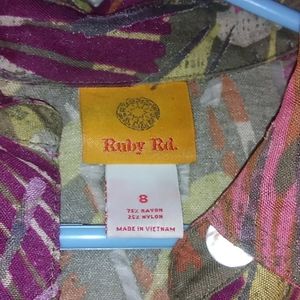 Ruby Rd.
8
75% RAYON
25% NYLON
MADE IN VIETNAM